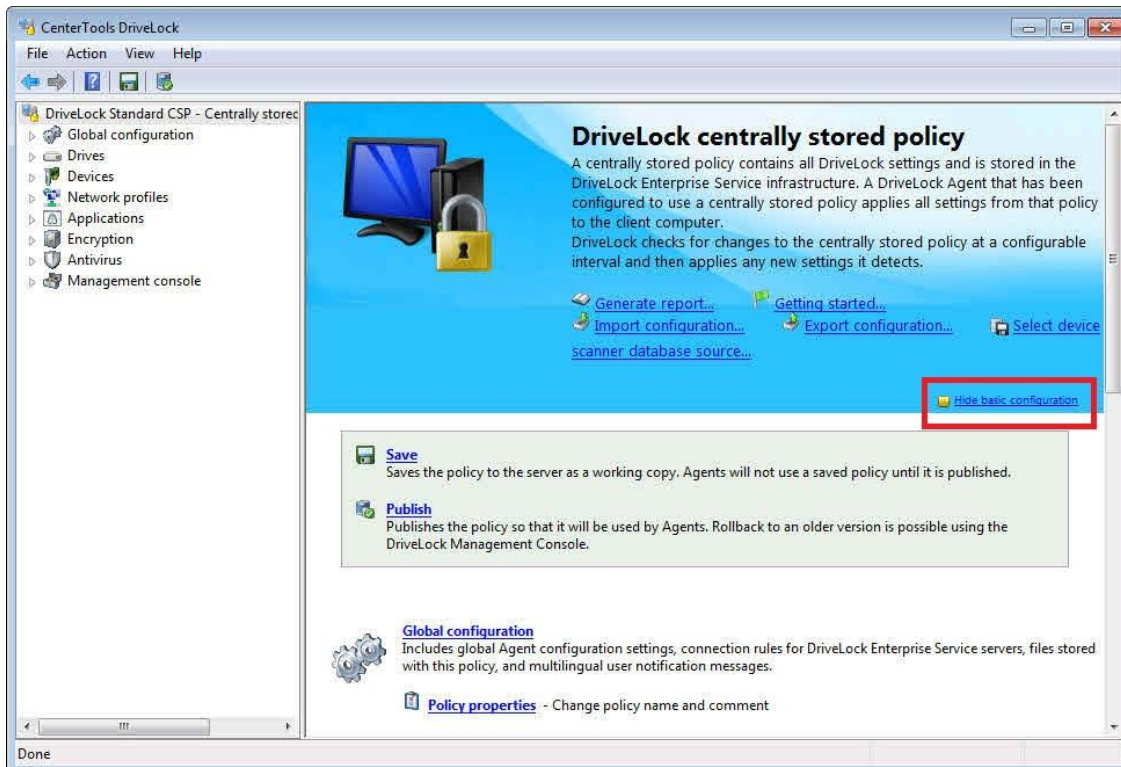 CenterTools DriveLock
File Action View Help
DriveLock Standard CSP - Centrally stored
Global configuration
Drives
Devices
Network profiles
Applications
Encryption
Antivirus
Management console
DriveLock centrally stored policy
A centrally stored policy contains all DriveLock settings and is stored in the
DriveLock Enterprise Service infrastructure. A DriveLock Agent that has been
configured to use a centrally stored policy applies all settings from that policy
to the client computer.
DriveLock checks for changes to the centrally stored policy at a configurable
interval and then applies any new settings it detects.
Generate report... Getting started...
Import configuration... Export configuration... Select device
scanner database source...
Hide basic configuration
Save
Saves the policy to the server as a working copy. Agents will not use a saved policy until it is published.
Publish
Publishes the policy so that it will be used by Agents. Rollback to an older version is possible using the
DriveLock Management Console.
Global configuration
Includes global Agent configuration settings, connection rules for DriveLock Enterprise Service servers, files stored
with this policy, and multilingual user notification messages.
Policy properties - Change policy name and comment
Done